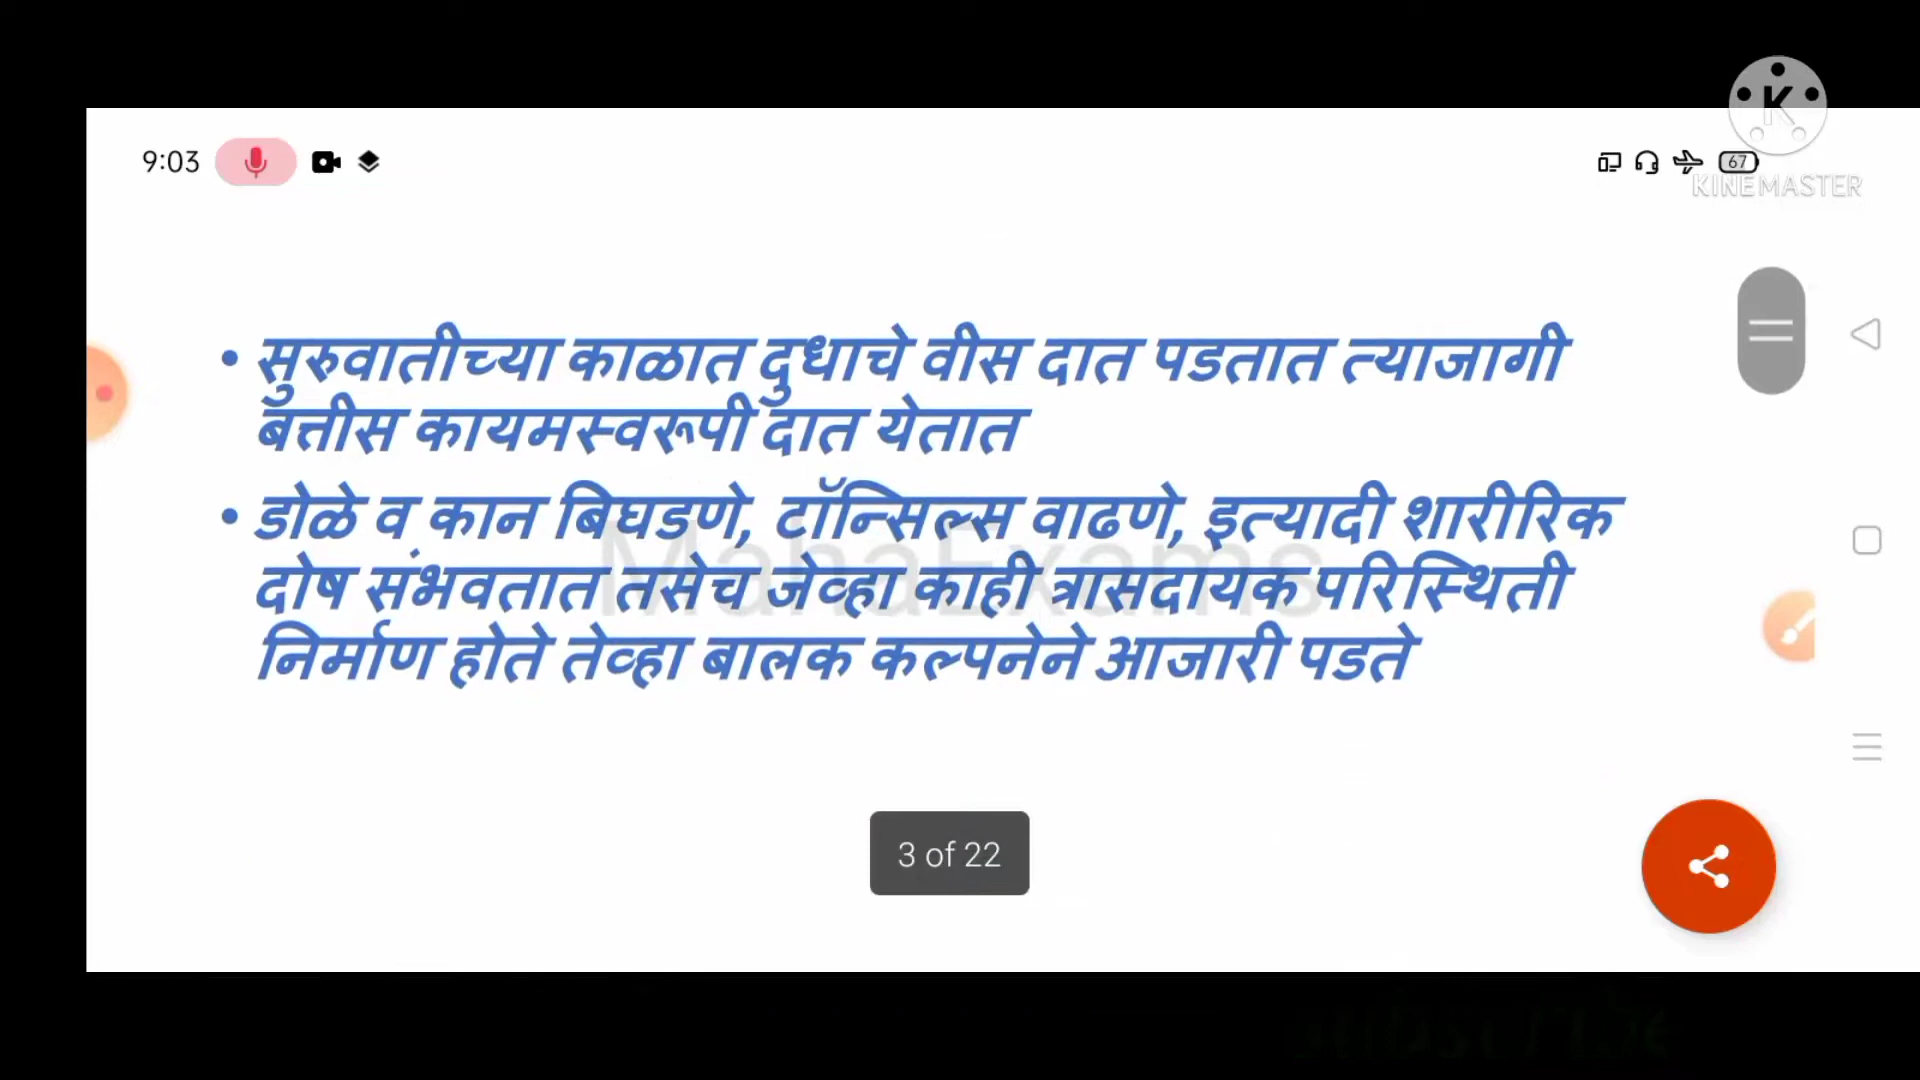 9:03
67
KINEMASTER
• सुरुवातीच्या काळात दुधाचे वीस दात पडतात त्याजागी
बत्तीस कायमस्वरूपी दात येतात
• डोळे व कान बिघडणे, टॉन्सिल्स वाढणे, इत्यादी शारीरिक
दोष संभवतात तसेच जेव्हा काही त्रासदायक परिस्थिती
निर्माण होते तेव्हा बालक कल्पनेने आजारी पडते
MahaExams
3 of 22